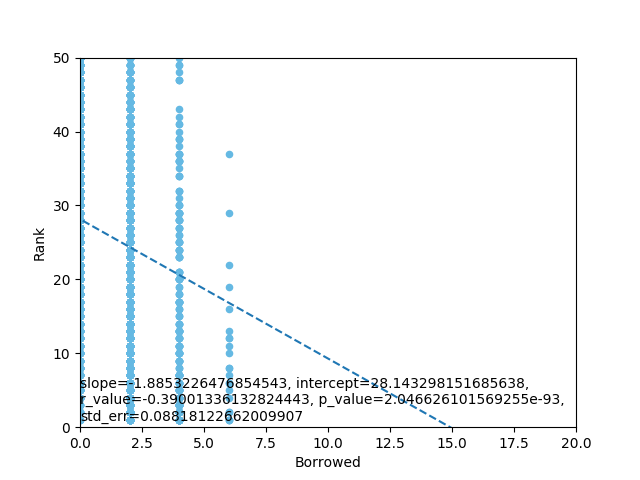 50
40
30
20
10
0
Rank
slope=-1.8853226476854543, intercept=28.143298151685638,
r_value=-0.39001336132824443, p_value=2.046626101569255e-93,
std_err=0.08818122662009907
0.0 2.5 5.0 7.5 10.0 12.5 15.0 17.5 20.0
Borrowed